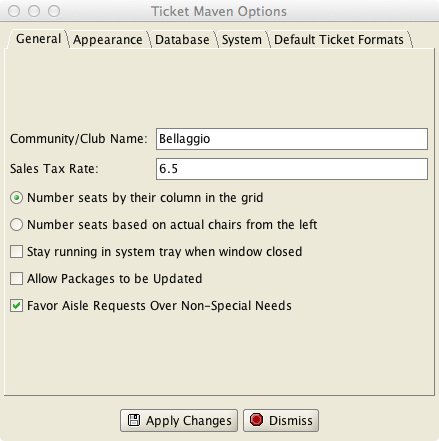 Ticket Maven Options
General Appearance Database System Default Ticket Formats
Community/Club Name: Bellaggio
Sales Tax Rate: 6.5
Number seats by their column in the grid
Number seats based on actual chairs from the left
Stay running in system tray when window closed
Allow Packages to be Updated
Favor Aisle Requests Over Non-Special Needs
Apply Changes Dismiss